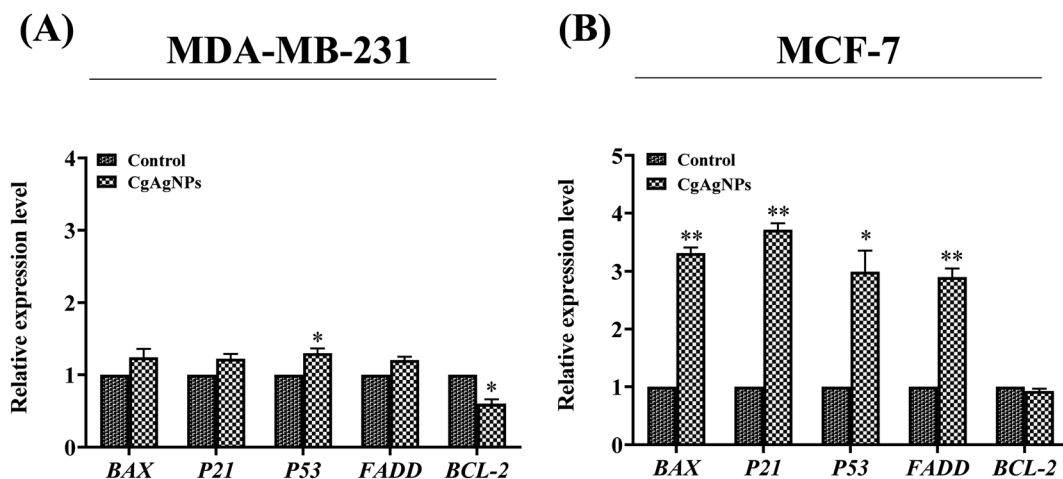 (A)
MDA-MB-231
Relative expression level
4
3
2
1
0
Control
CgAgNPs
*
*
BAX P21 P53 FADD BCL-2
(B)
MCF-7
Relative expression level
5
4
3
2
1
0
Control
CgAgNPs
**
**
*
**
BAX P21 P53 FADD BCL-2